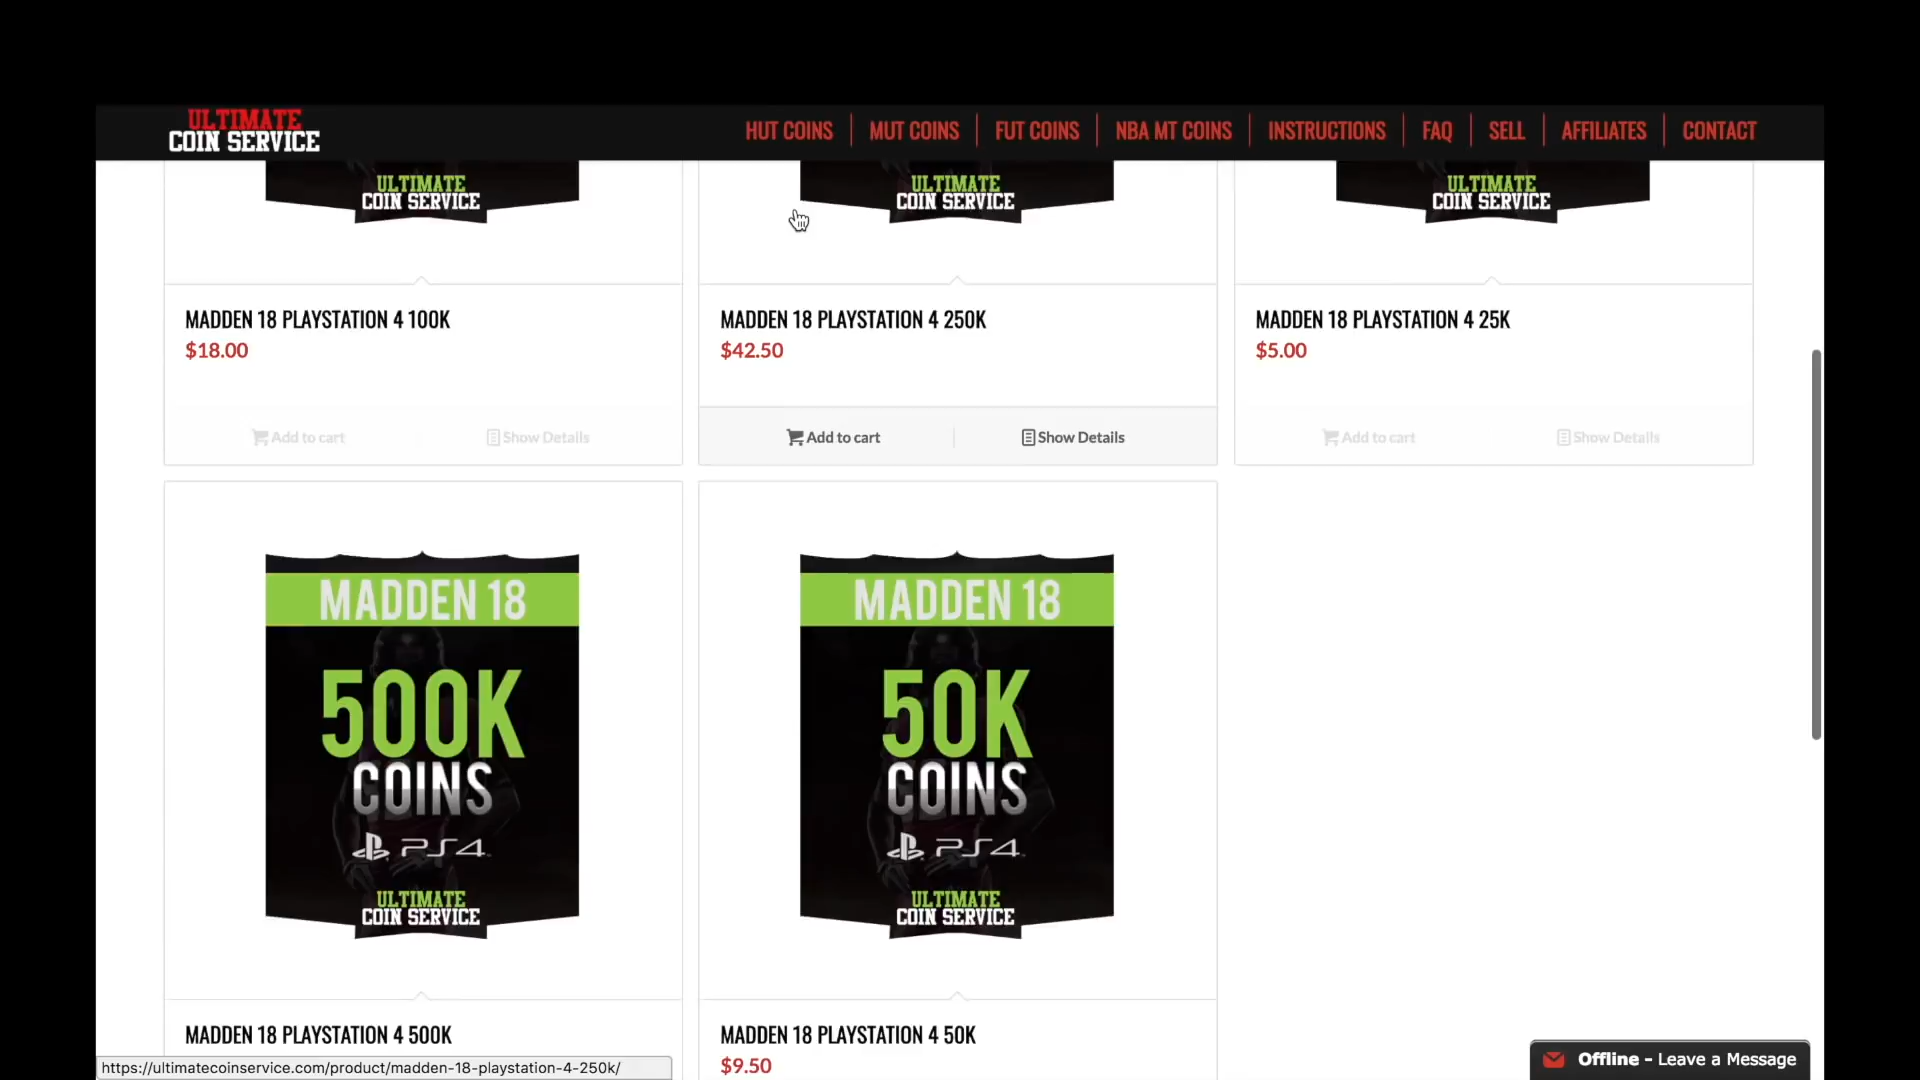 ULTIMATE
COIN SERVICE
HUT COINS
MUT COINS
FUT COINS
NBA MT COINS
INSTRUCTIONS
FAQ
SELL
AFFILIATES
CONTACT
ULTIMATE
COIN SERVICE
ULTIMATE
COIN SERVICE
ULTIMATE
COIN SERVICE
MADDEN 18 PLAYSTATION 4 100K
$18.00
Add to cart
Show Details
MADDEN 18 PLAYSTATION 4 250K
$42.50
Add to cart
Show Details
MADDEN 18 PLAYSTATION 4 25K
$5.00
Add to cart
Show Details
MADDEN 18
500K
COINS
PS4
ULTIMATE
COIN SERVICE
MADDEN 18 PLAYSTATION 4 500K
MADDEN 18
50K
COINS
PS4
ULTIMATE
COIN SERVICE
MADDEN 18 PLAYSTATION 4 50K
$9.50
https://ultimatecoinservice.com/product/madden-18-playstation-4-250k/
Offline - Leave a Message